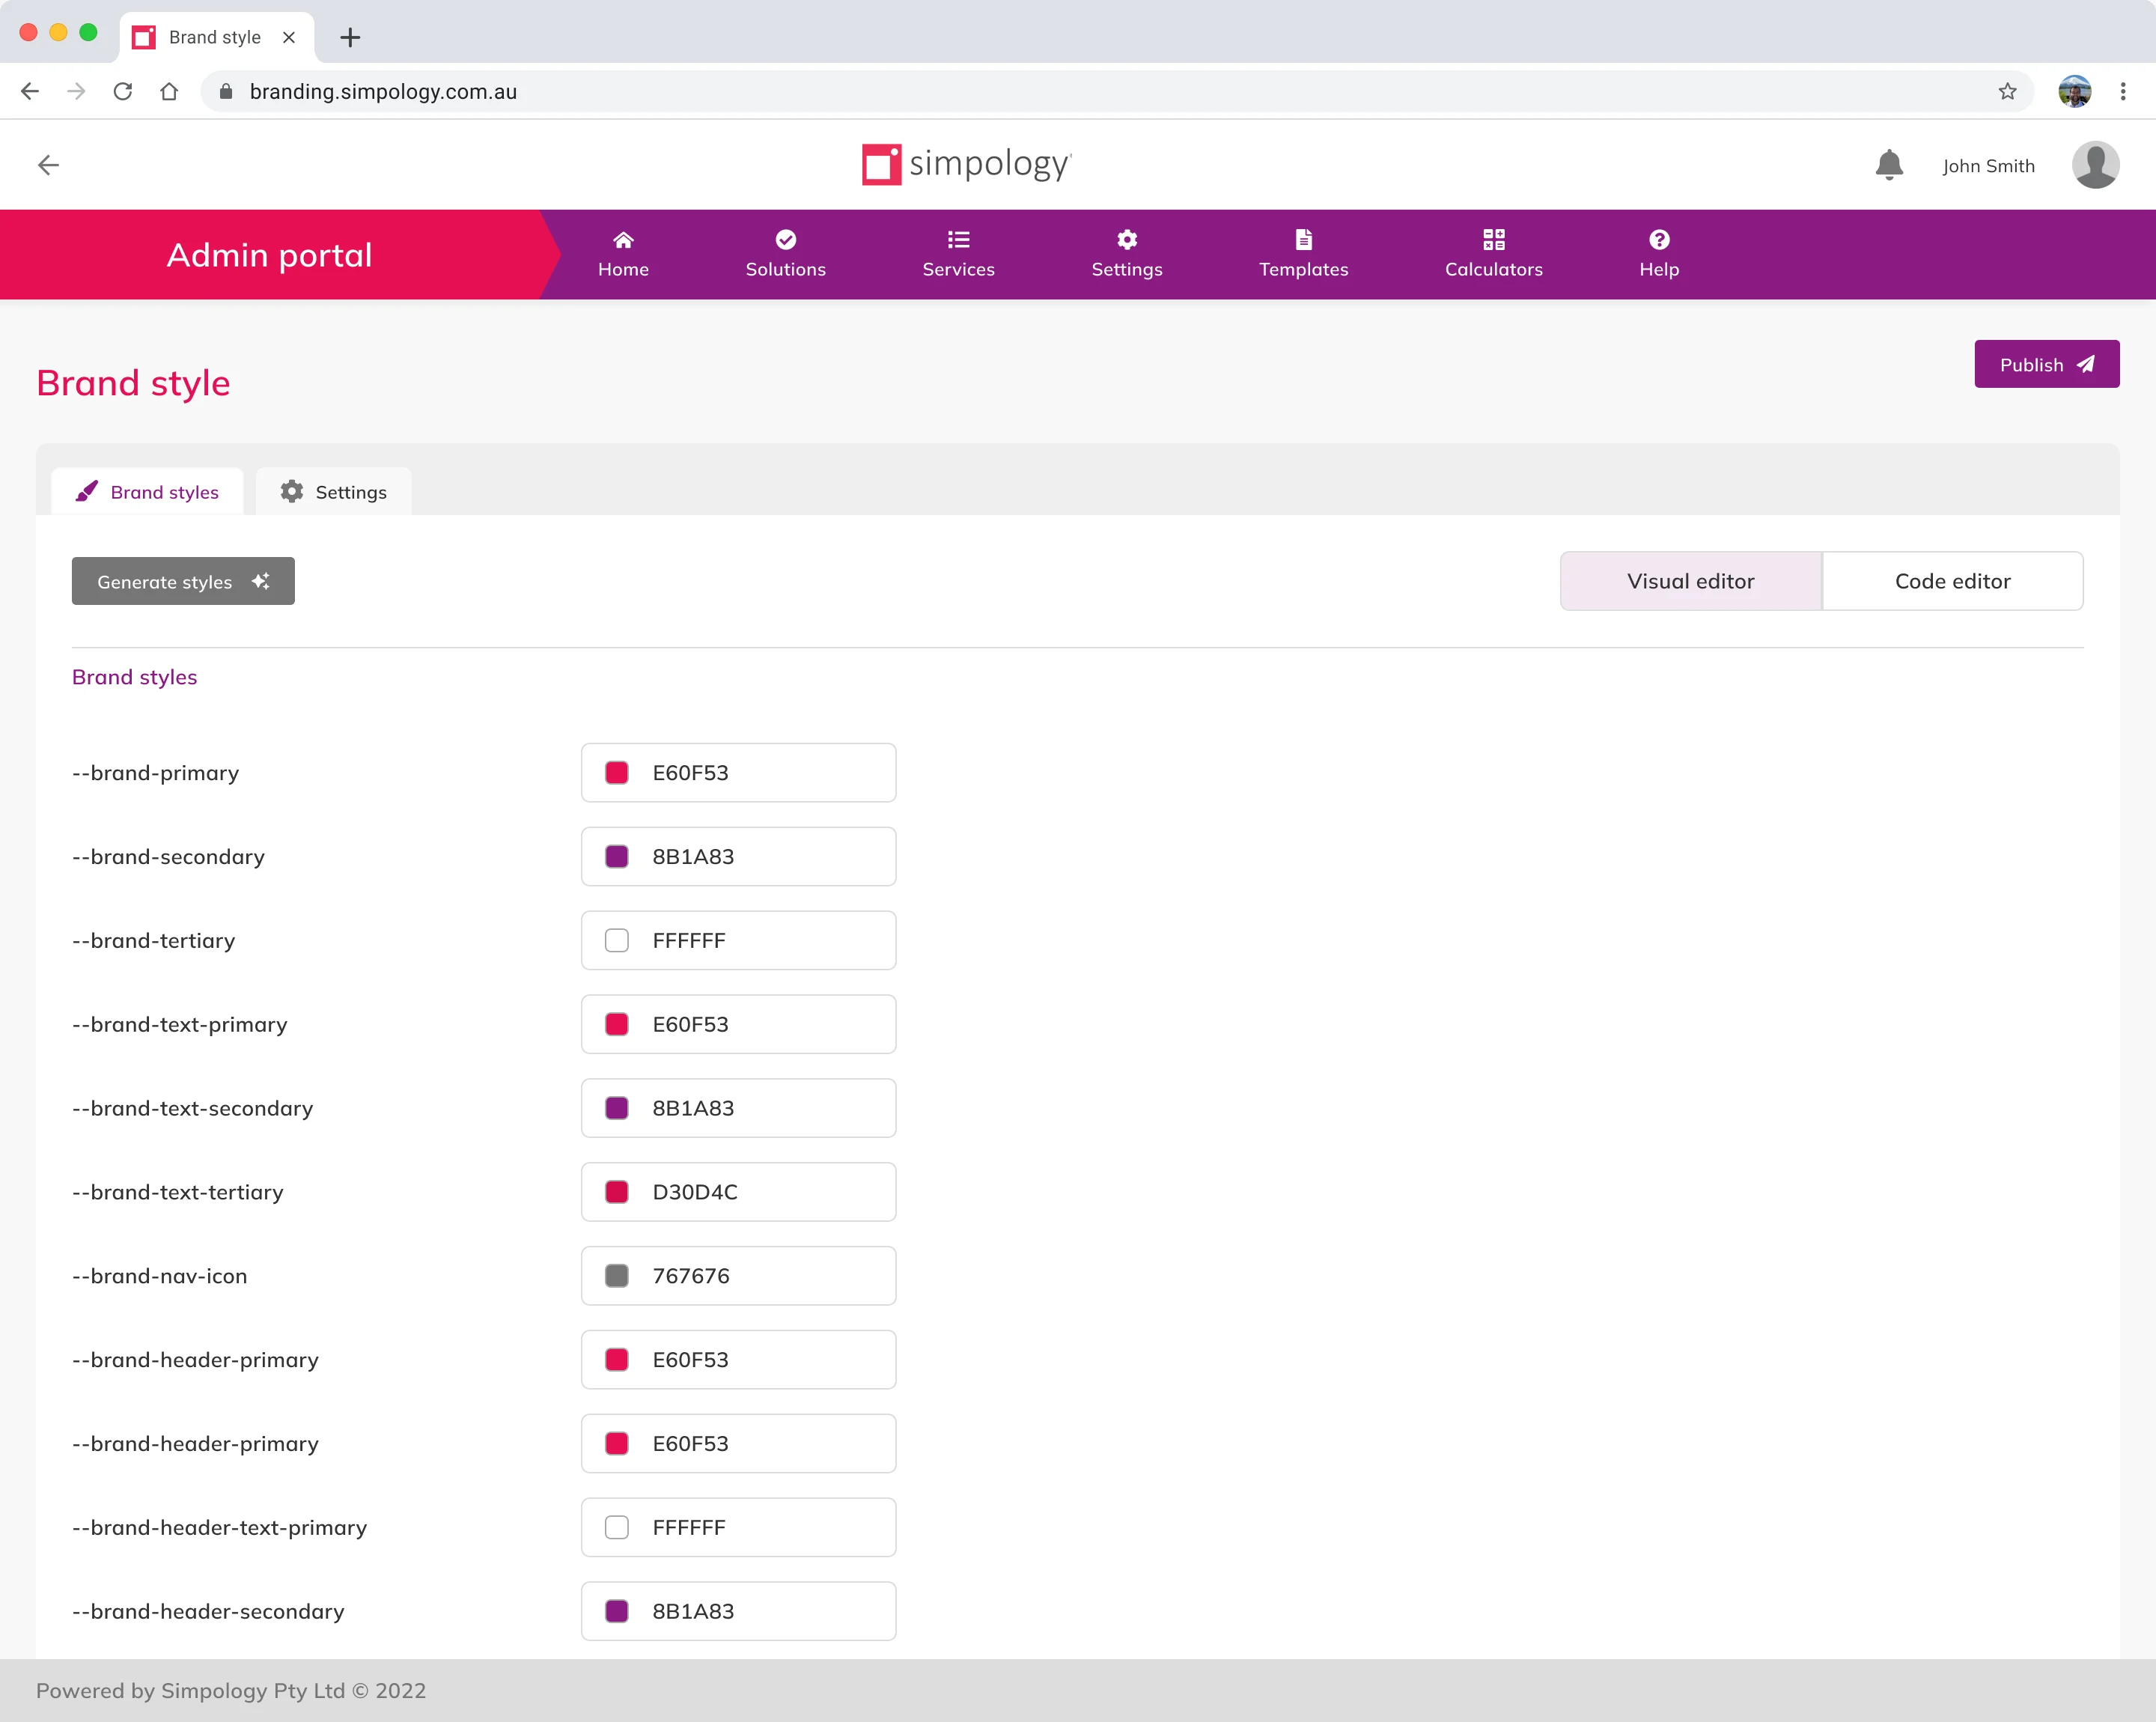 Brand style
branding.simpology.com.au
simpology
John Smith
Admin portal
Home
Solutions
Services
Settings
Templates
Calculators
Help
Brand style
Publish
Brand styles
Settings
Generate styles
Visual editor
Code editor
Brand styles
--brand-primary
E60F53
--brand-secondary
8B1A83
--brand-tertiary
FFFFFF
--brand-text-primary
E60F53
--brand-text-secondary
8B1A83
--brand-text-tertiary
D30D4C
--brand-nav-icon
767676
--brand-header-primary
E60F53
--brand-header-primary
E60F53
--brand-header-text-primary
FFFFFF
--brand-header-secondary
8B1A83
Powered by Simpology Pty Ltd © 2022